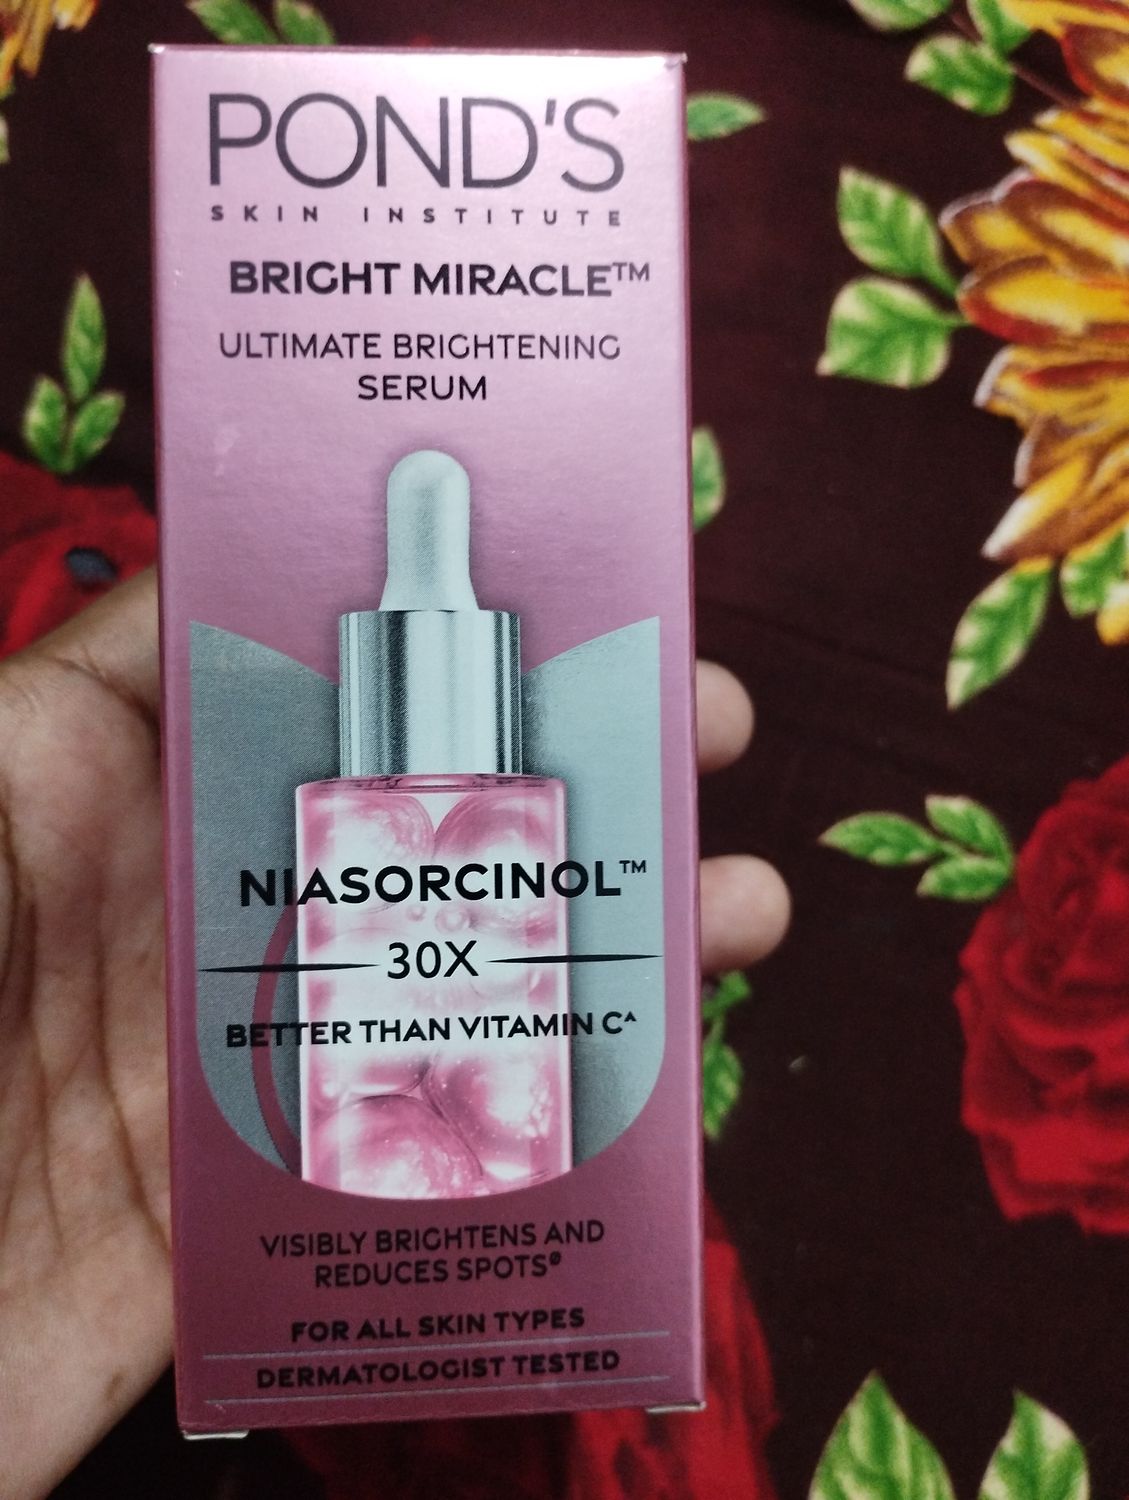 POND'S
SKIN INSTITUTE
BRIGHT MIRACLE™
ULTIMATE BRIGHTENING
SERUM
NIASORCINOL™
30X
BETTER THAN VITAMIN C^
VISIBLY BRIGHTENS AND
REDUCES SPOTS⁰
FOR ALL SKIN TYPES
DERMATOLOGIST TESTED